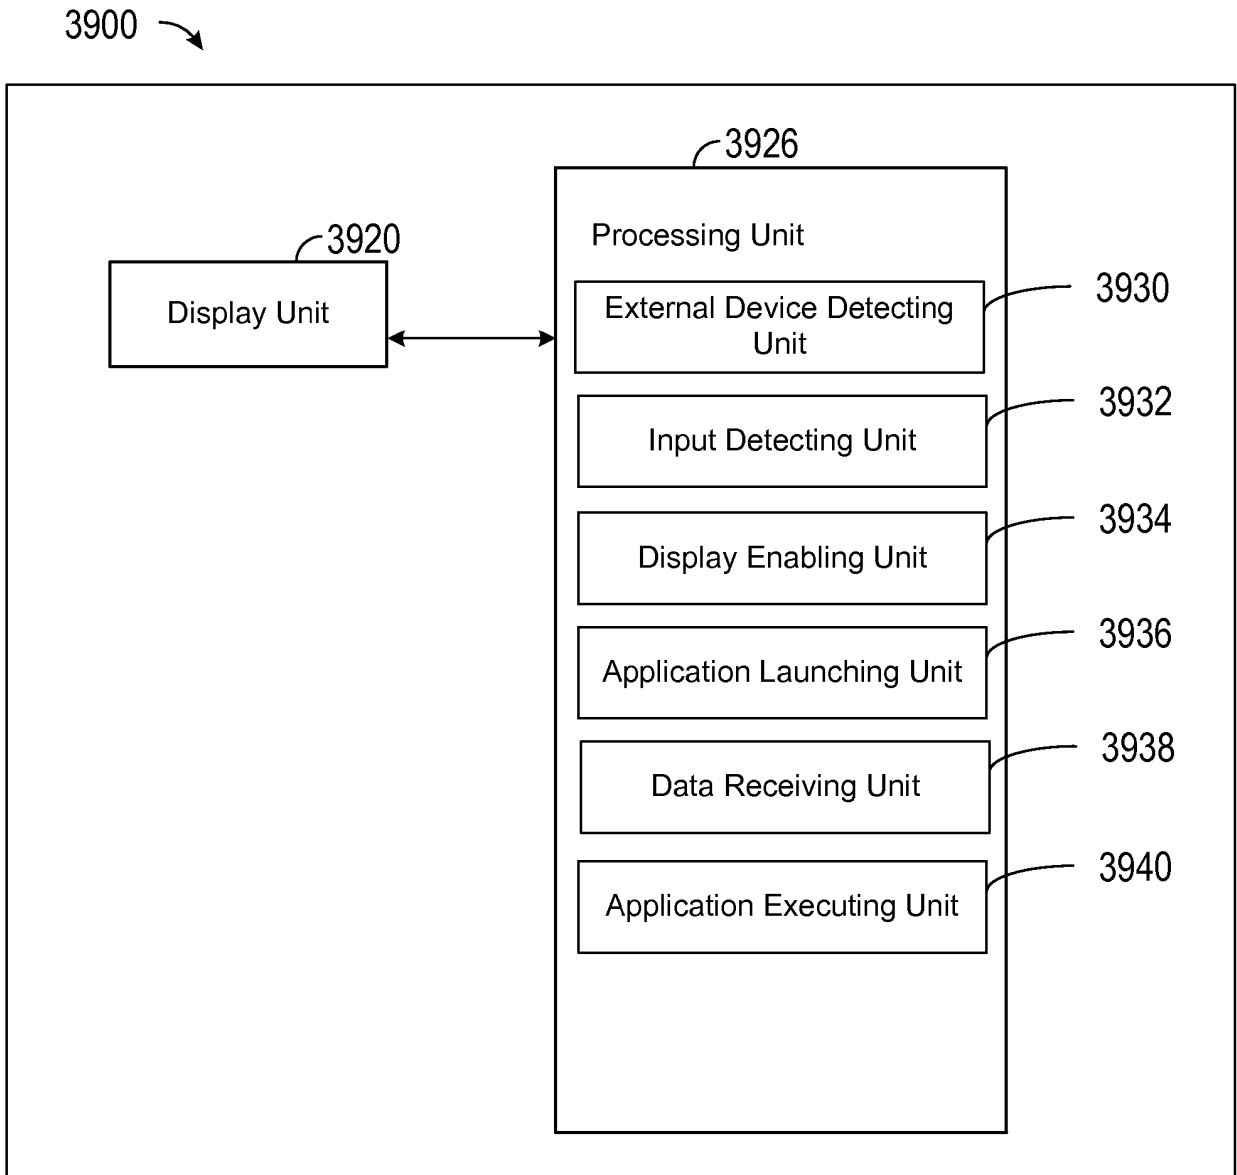 3900
3926
Processing Unit
3920
Display Unit
External Device Detecting
Unit
3930
Input Detecting Unit
3932
Display Enabling Unit
3934
Application Launching Unit
3936
Data Receiving Unit
3938
Application Executing Unit
3940